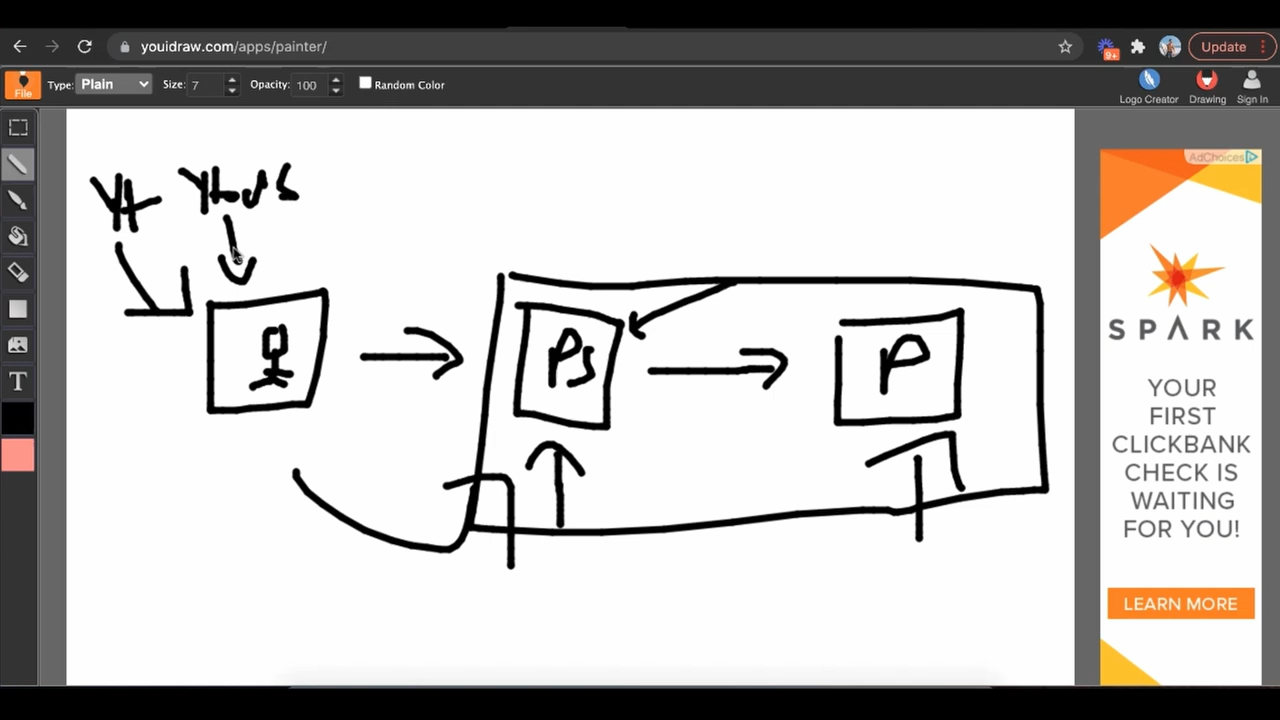 youidraw.com/apps/painter/
9+
Update
File
Type: Plain Size: 7 Opacity: 100 Random Color
Logo Creator Drawing Sign In
T
Yt
Ps
P
AdChoices
SPARK
YOUR
FIRST
CLICKBANK
CHECK IS
WAITING
FOR YOU!
LEARN MORE